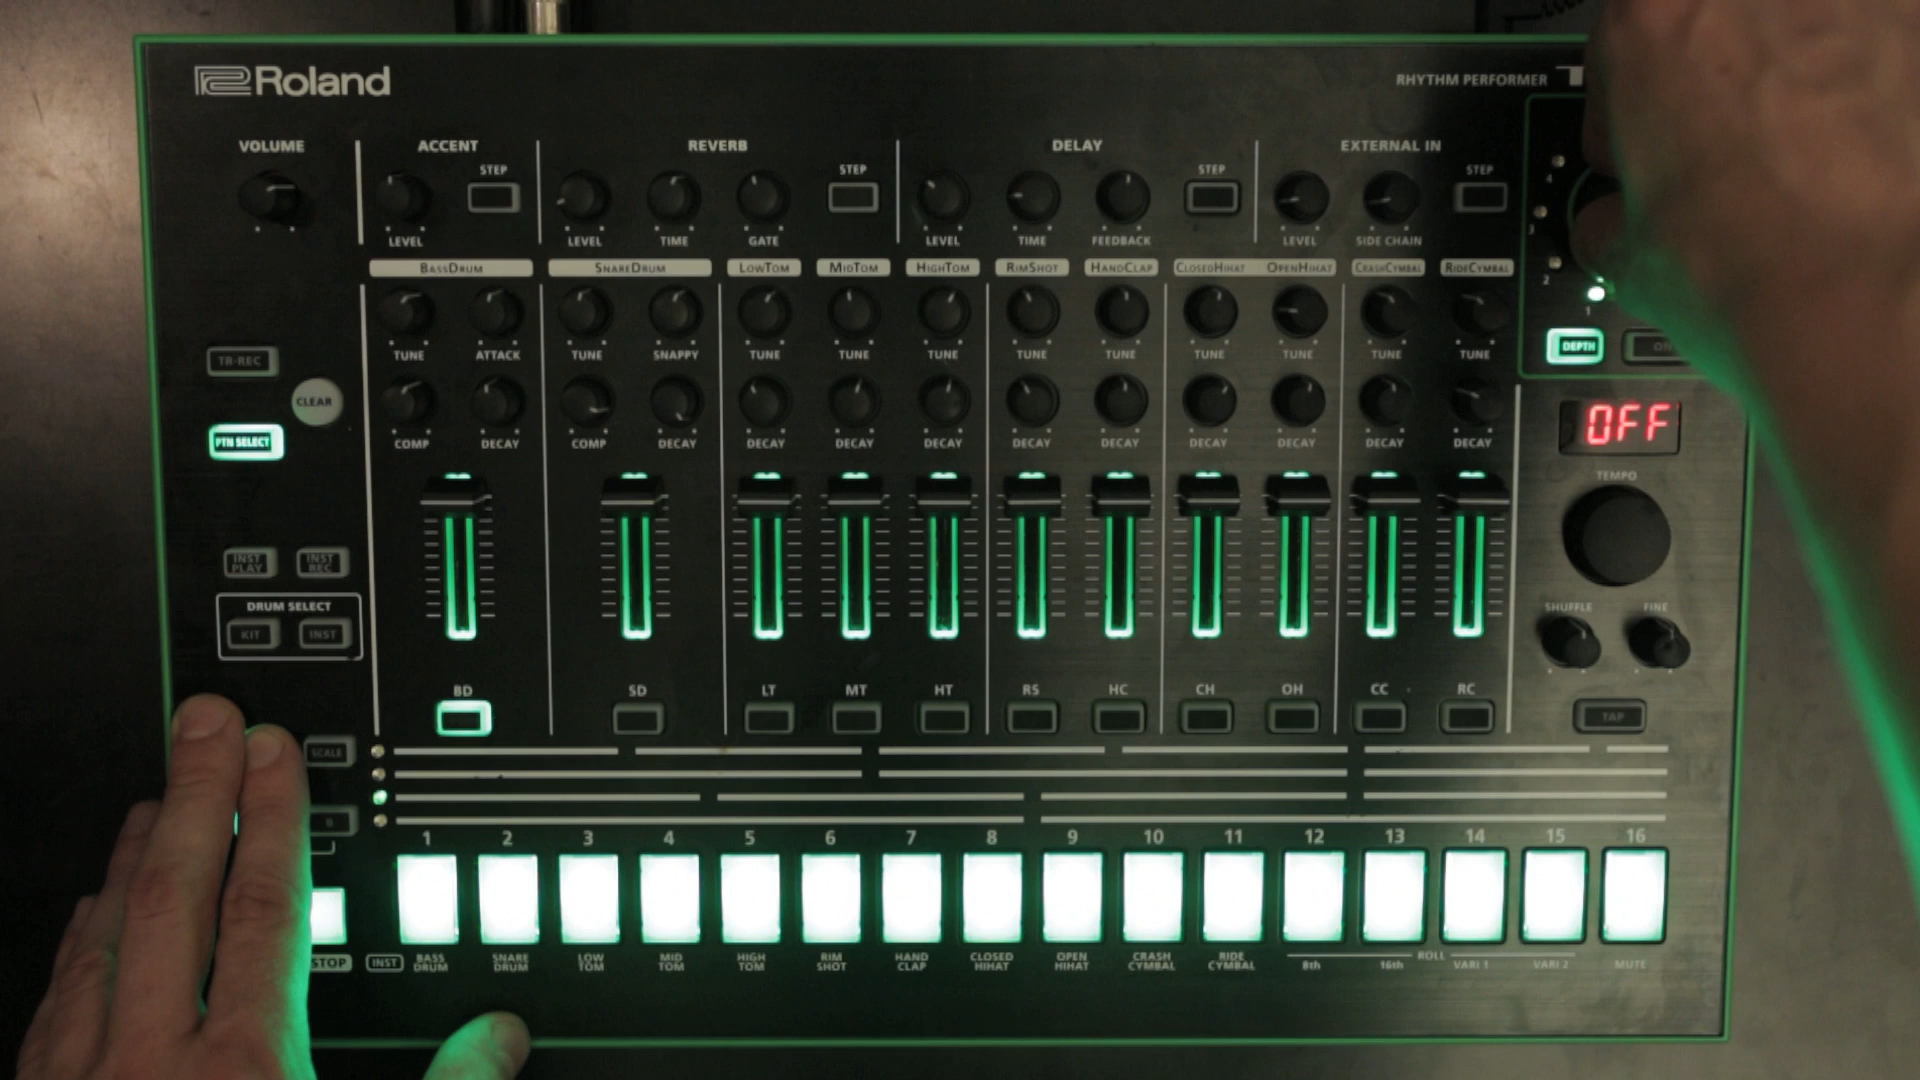 Roland
RHYTHM PERFORMER
VOLUME ACCENT REVERB DELAY EXTERNAL IN
STEP STEP STEP STEP
LEVEL LEVEL TIME GATE LEVEL TIME FEEDBACK LEVEL SIDE CHAIN
BASSDRUM SNAREDRUM LOWTOM MIDTOM HIGHTOM RIMSHOT HANDCLAP CLOSEDHIHAT OPENHIHAT CRASHCYMBAL RIDECYMBAL
4
3
2
1
DEPTH ON
TUNE ATTACK TUNE SNAPPY TUNE TUNE TUNE TUNE TUNE TUNE TUNE TUNE TUNE
TR-REC
CLEAR
OFF
PTN SELECT
COMP DECAY COMP DECAY DECAY DECAY DECAY DECAY DECAY DECAY DECAY DECAY DECAY
TEMPO
INST PLAY INST REC
DRUM SELECT
KIT INST
SHUFFLE FINE
BD SD LT MT HT RS HC CH OH CC RC
TAP
SCALE
B
1 2 3 4 5 6 7 8 9 10 11 12 13 14 15 16
STOP INST BASS DRUM SNARE DRUM LOW TOM MID TOM HIGH TOM RIM SHOT HAND CLAP CLOSED HIHAT OPEN HIHAT CRASH CYMBAL RIDE CYMBAL 8th 16th ROLL VARI 1 VARI 2 MUTE